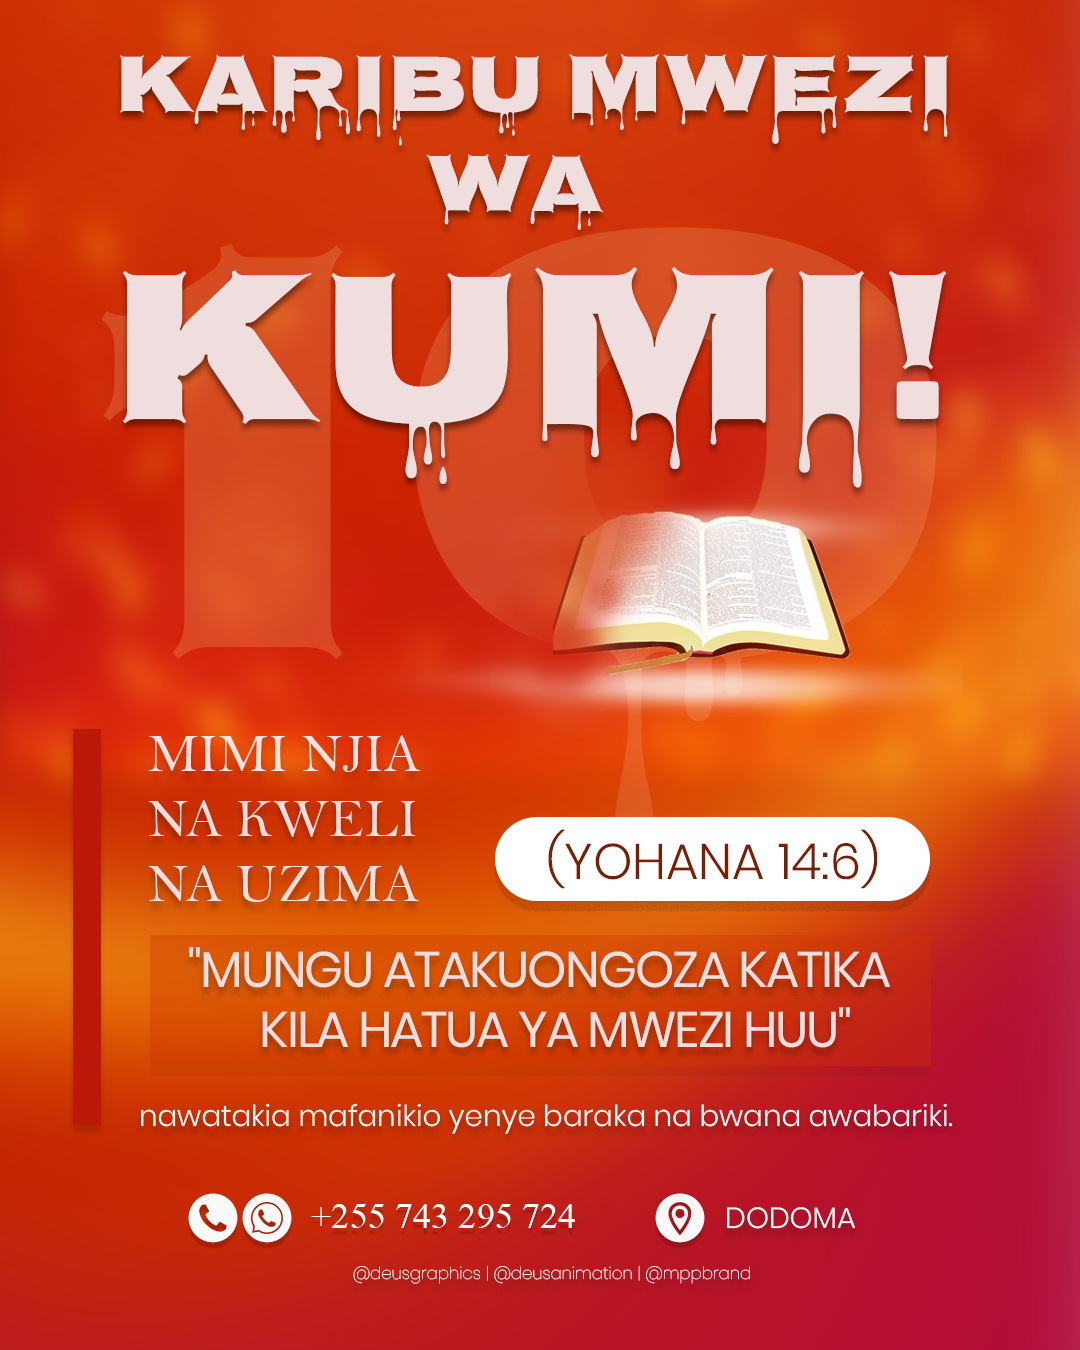 KARIBU MWEZI
WA
KUMI!
10
MIMI NJIA
NA KWELI
NA UZIMA
(YOHANA 14:6)
"MUNGU ATAKUONGOZA KATIKA
KILA HATUA YA MWEZI HUU"
nawatakia mafanikio yenye baraka na bwana awabariki.
+255 743 295 724
DODOMA
@deusgraphics | @deusanimation | @mppbrand